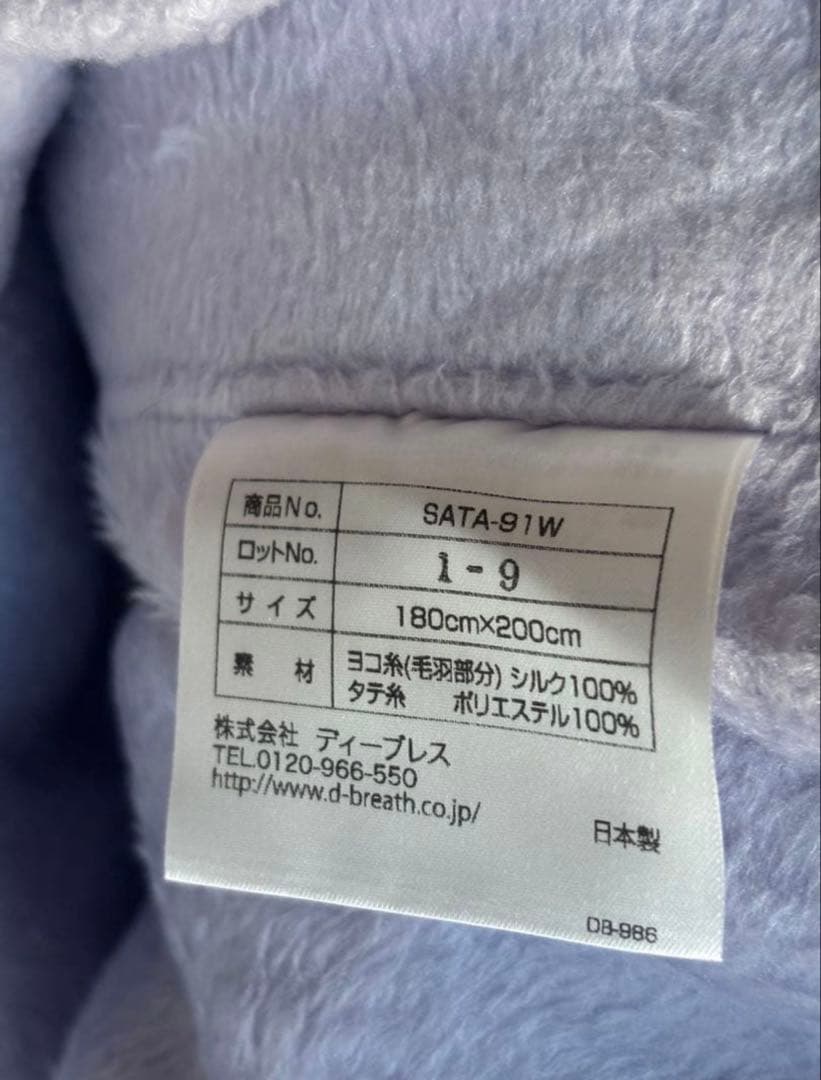 商品No. SATA-91W
ロットNo. 1-9
サイズ 180cm×200cm
素材 ヨコ糸(毛羽部分) シルク100%
タテ糸 ポリエステル100%
株式会社 ディーブレス
TEL.0120-966-550
http://www.d-breath.co.jp/
日本製
DB-986